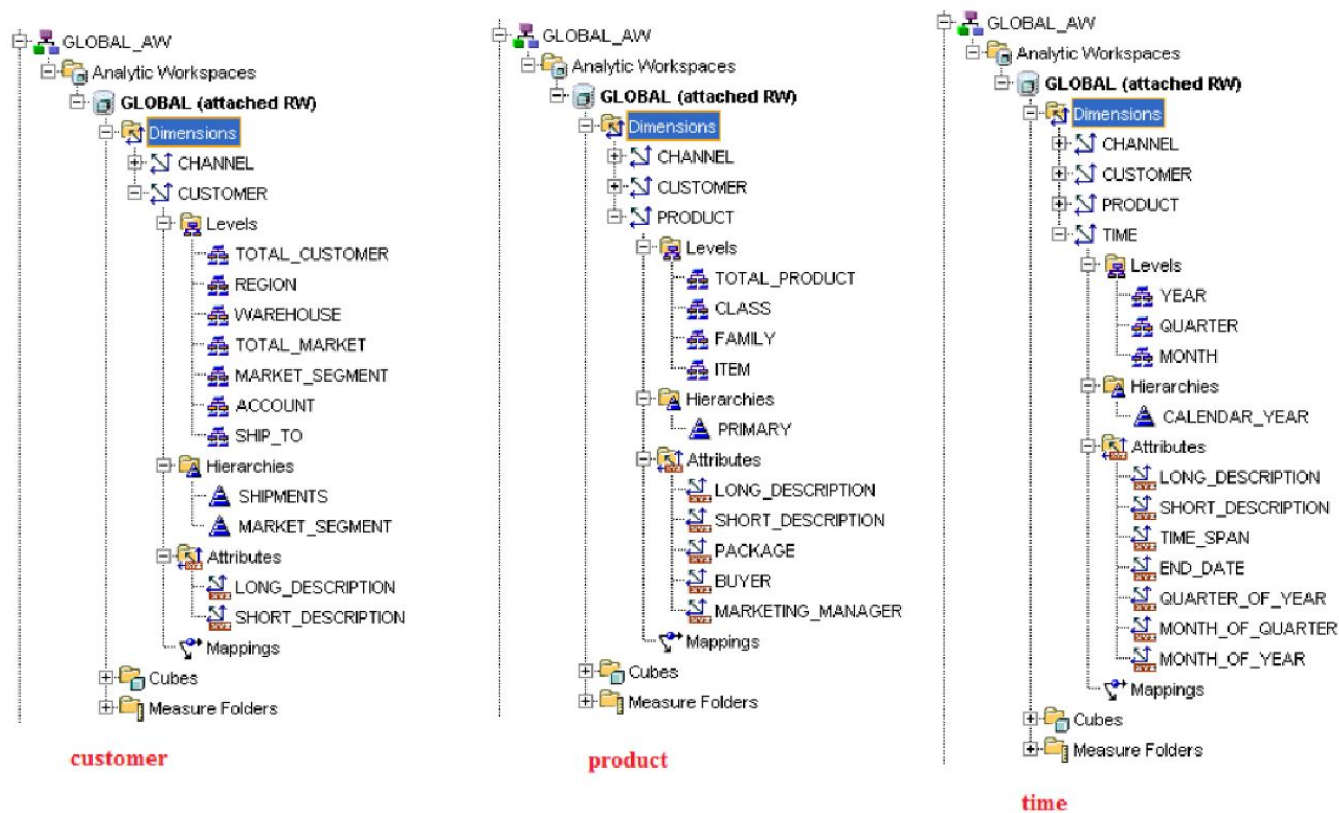 GLOBAL_AW
Analytic Workspaces
GLOBAL (attached RW)
Dimensions
CHANNEL
CUSTOMER
Levels
TOTAL_CUSTOMER
REGION
WAREHOUSE
TOTAL_MARKET
MARKET_SEGMENT
ACCOUNT
SHIP_TO
Hierarchies
SHIPMENTS
MARKET_SEGMENT
Attributes
LONG_DESCRIPTION
SHORT_DESCRIPTION
Mappings
Cubes
Measure Folders
customer
GLOBAL_AW
Analytic Workspaces
GLOBAL (attached RW)
Dimensions
CHANNEL
CUSTOMER
PRODUCT
Levels
TOTAL_PRODUCT
CLASS
FAMILY
ITEM
Hierarchies
PRIMARY
Attributes
LONG_DESCRIPTION
SHORT_DESCRIPTION
PACKAGE
BUYER
MARKETING_MANAGER
Mappings
Cubes
Measure Folders
product
GLOBAL_AW
Analytic Workspaces
GLOBAL (attached RW)
Dimensions
CHANNEL
CUSTOMER
PRODUCT
TIME
Levels
YEAR
QUARTER
MONTH
Hierarchies
CALENDAR_YEAR
Attributes
LONG_DESCRIPTION
SHORT_DESCRIPTION
TIME_SPAN
END_DATE
QUARTER_OF_YEAR
MONTH_OF_QUARTER
MONTH_OF_YEAR
Mappings
Cubes
Measure Folders
time